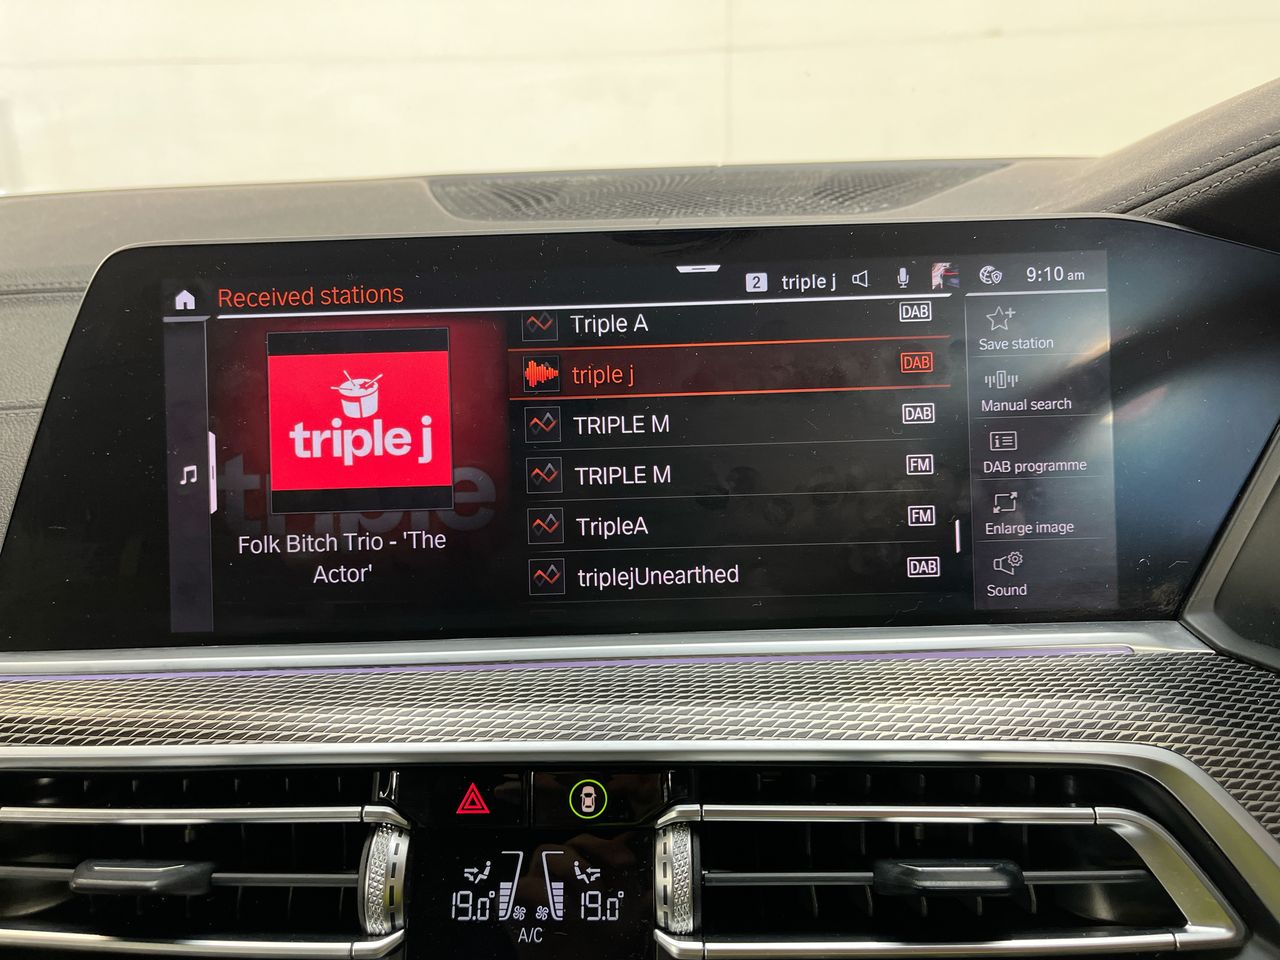 2 triple j 9:10 am
Received stations
triple j
triple
Folk Bitch Trio - 'The
Actor'
Triple A DAB
triple j DAB
TRIPLE M DAB
TRIPLE M FM
TripleA FM
triplejUnearthed DAB
Save station
Manual search
DAB programme
Enlarge image
Sound
19.0° 19.0°
A/C